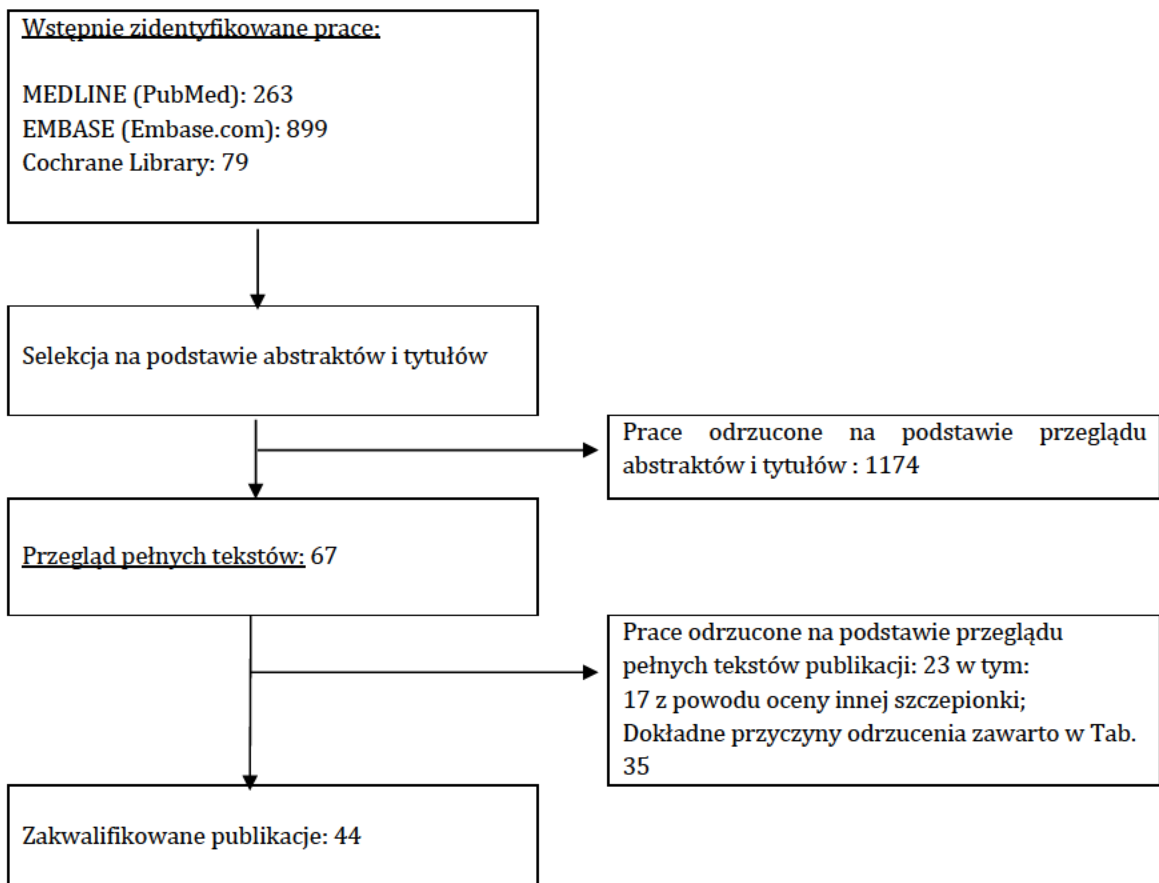 Wstępnie zidentyfikowane prace:
MEDLINE (PubMed): 263
EMBASE (Embase.com): 899
Cochrane Library: 79
Selekcja na podstawie abstraktów i tytułów
Prace odrzucone na podstawie przeglądu
abstraktów i tytułów : 1174
Przegląd pełnych tekstów: 67
Prace odrzucone na podstawie przeglądu
pełnych tekstów publikacji: 23 w tym:
17 z powodu oceny innej szczepionki;
Dokładne przyczyny odrzucenia zawarto w Tab.
35
Zakwalifikowane publikacje: 44